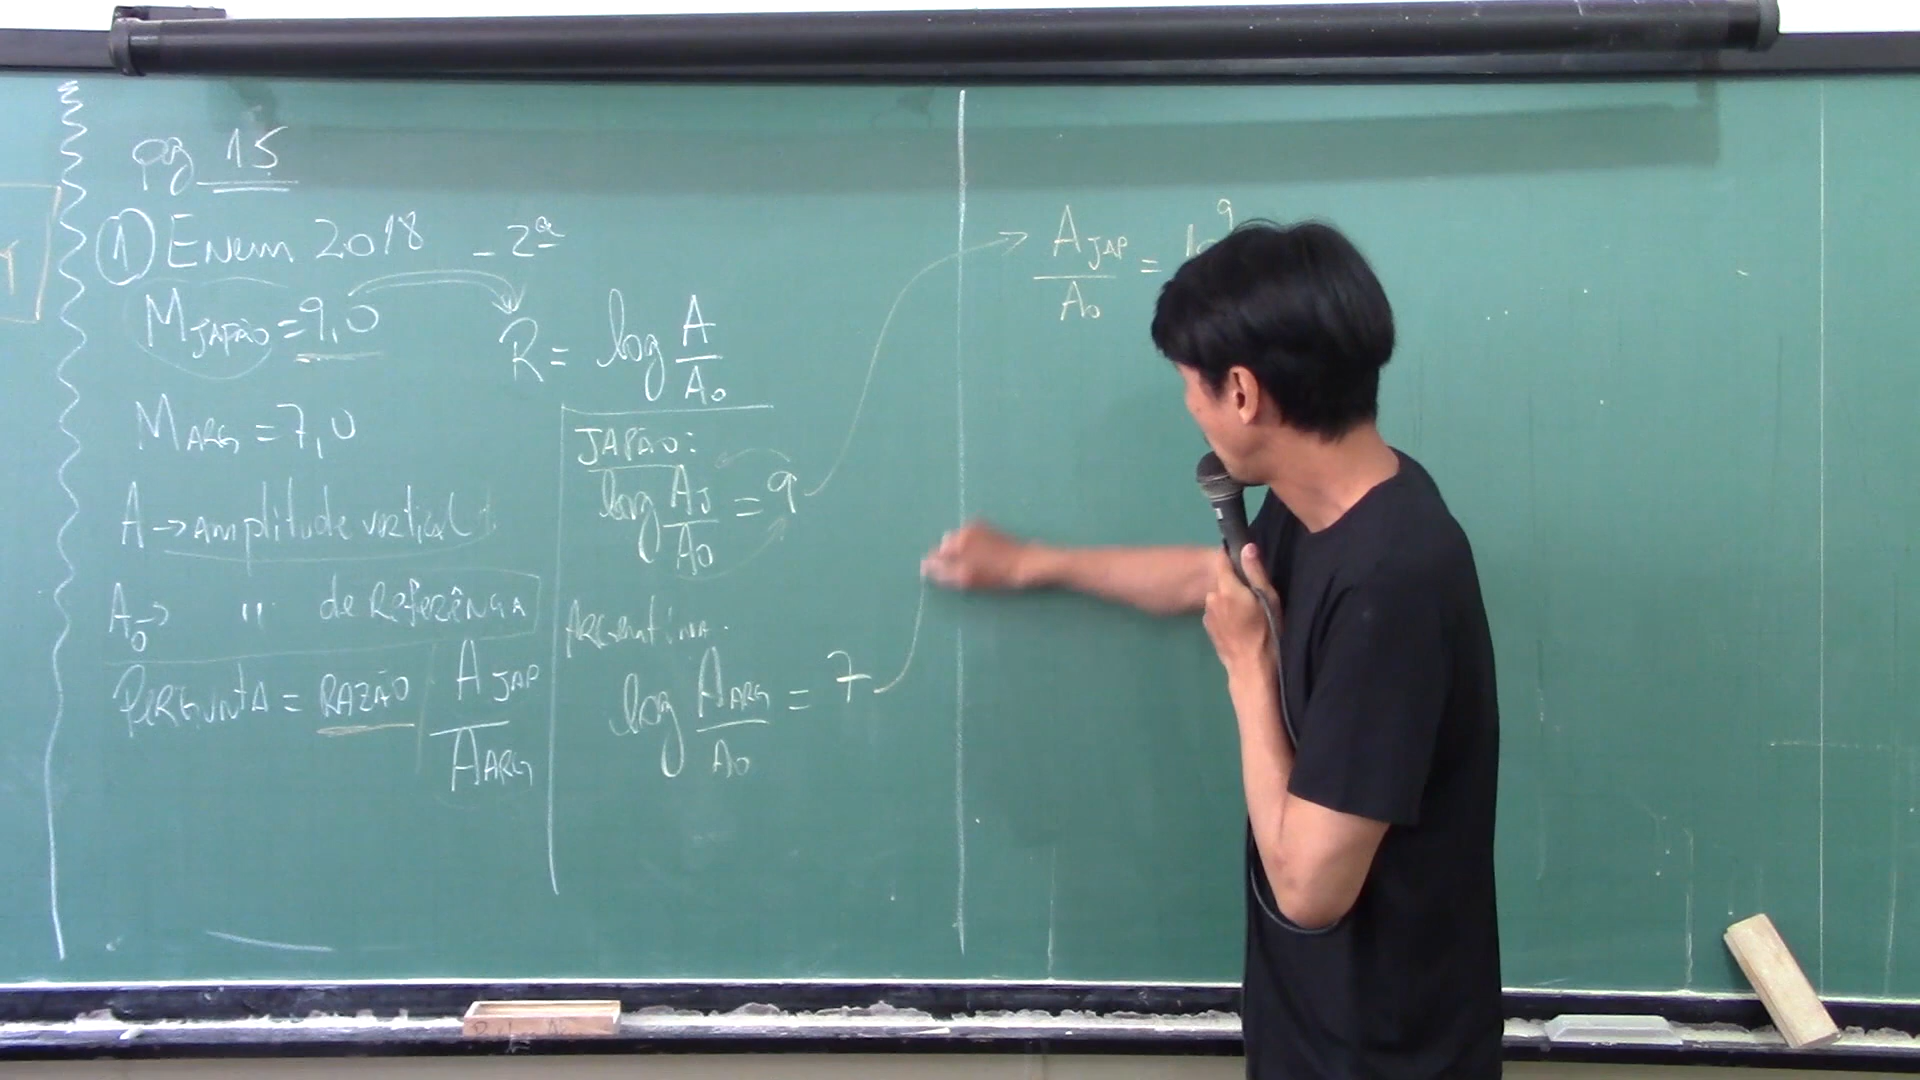 pg 15
① Enem 2018 - 2ª
M JAPÃO = 9,0
R = log A/A₀
M ARG = 7,0
A → amplitude vertical
A₀ → " de REFERÊNCIA
PERGUNTA = RAZÃO A JAP / A ARG
JAPÃO:
log AJ/A₀ = 9
ARGENTINA.
log A ARG/A₀ = 7
A JAP/A₀ = 10⁹